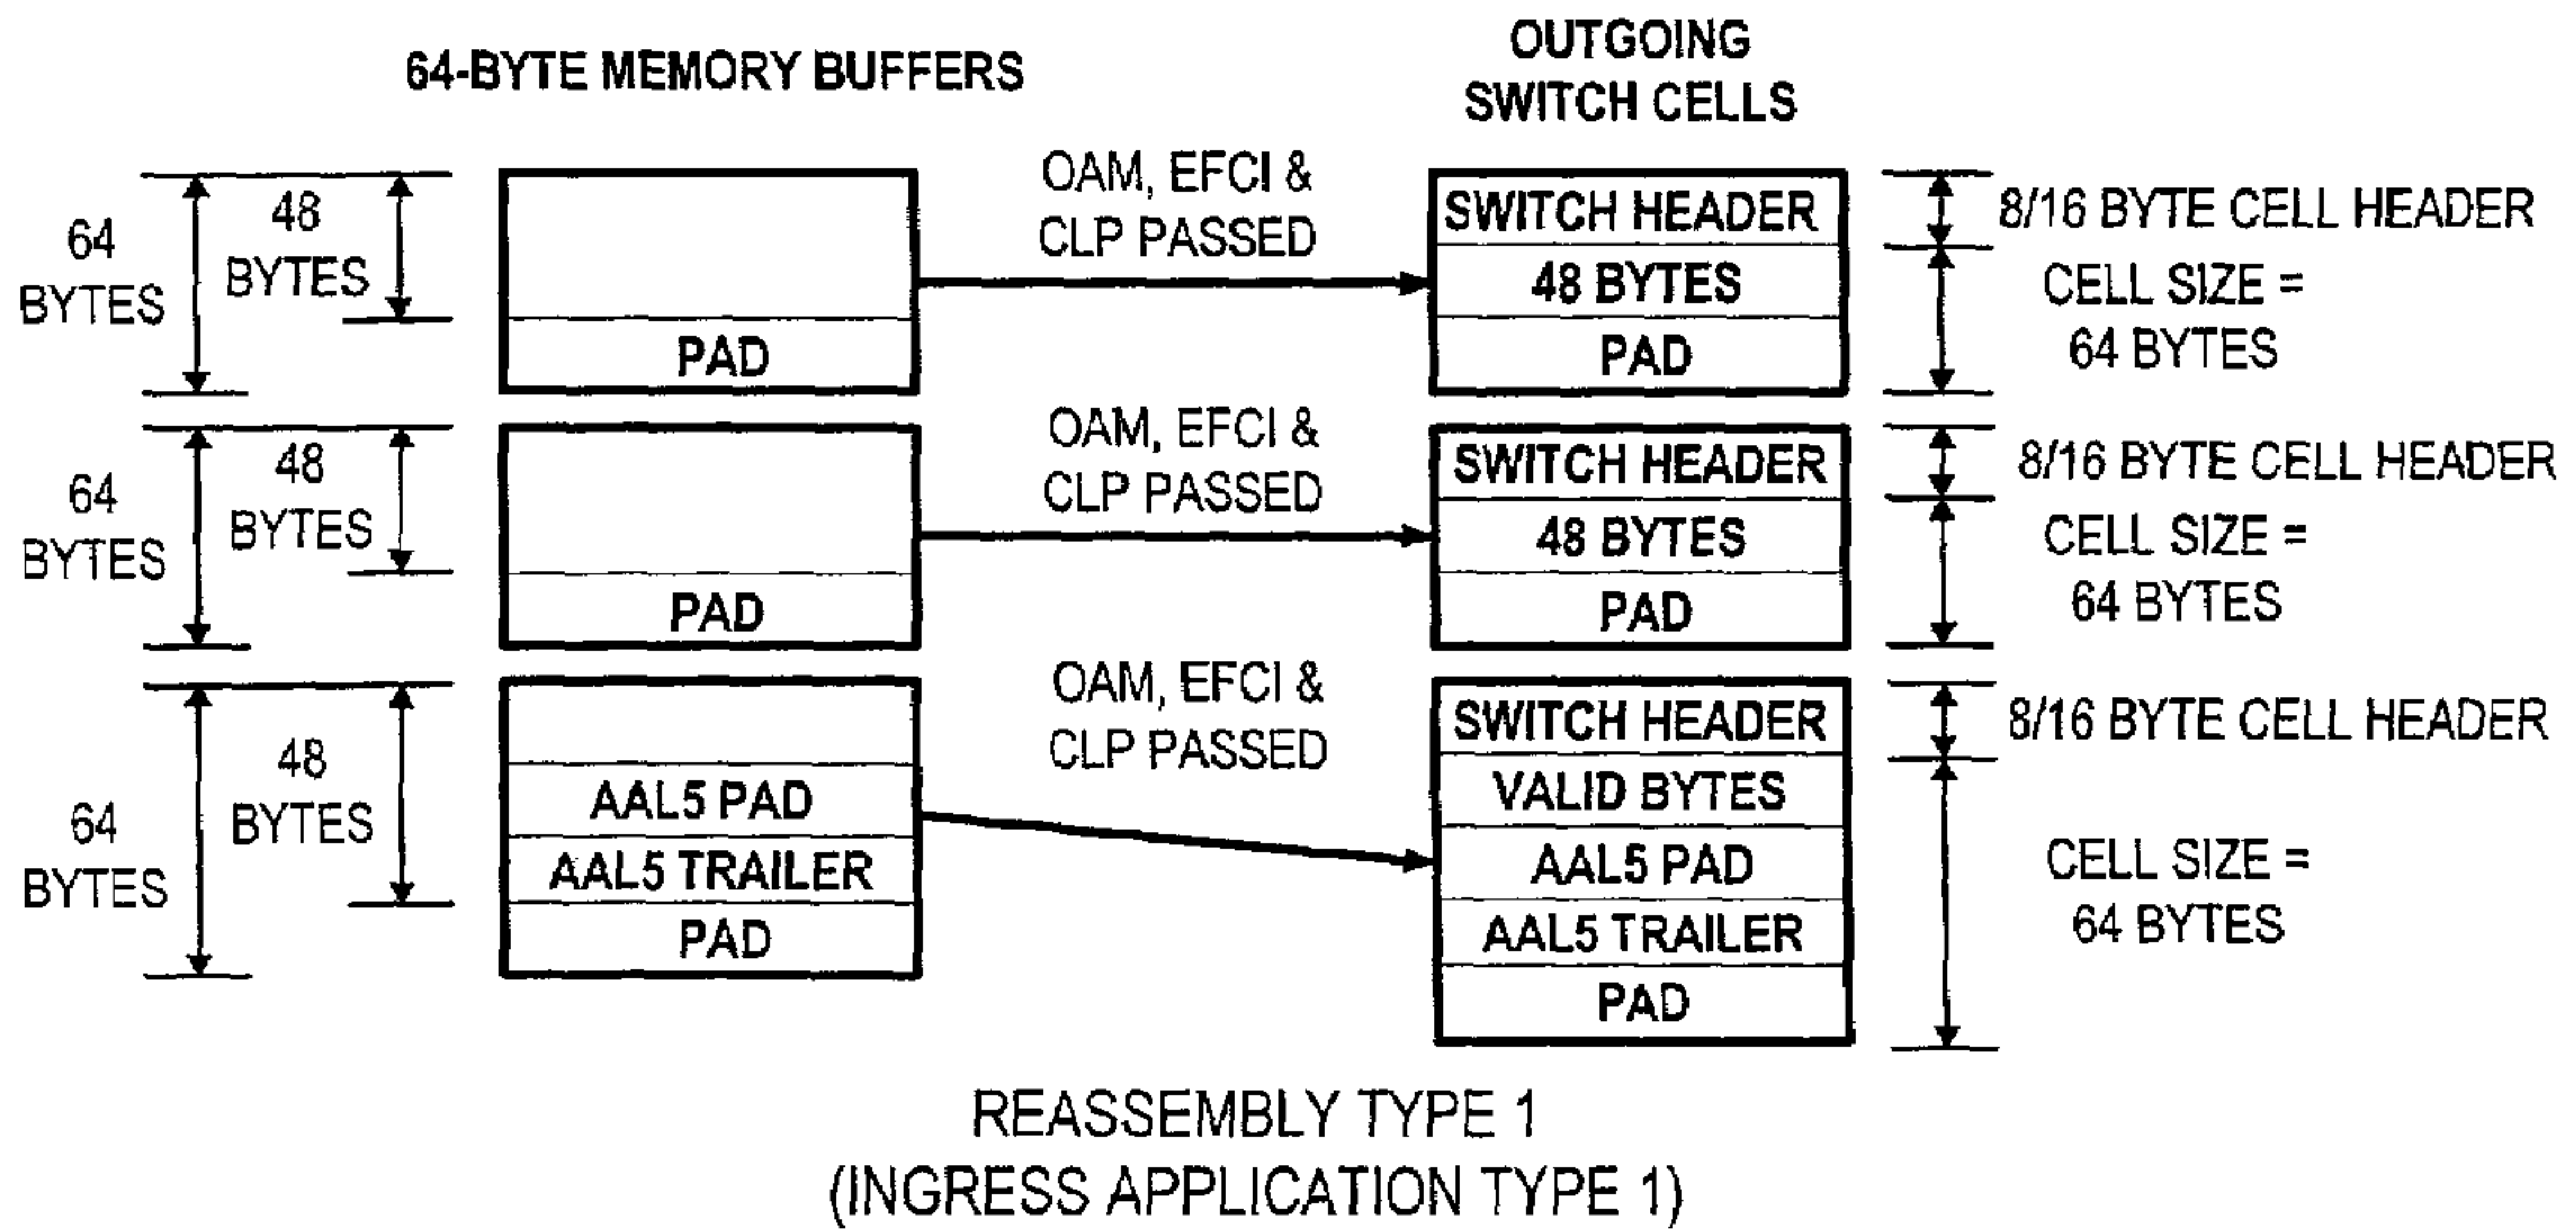 64-BYTE MEMORY BUFFERS
OUTGOING
SWITCH CELLS
64
BYTES
48
BYTES
PAD
OAM, EFCI &
CLP PASSED
SWITCH HEADER
48 BYTES
PAD
8/16 BYTE CELL HEADER
CELL SIZE =
64 BYTES
64
BYTES
48
BYTES
PAD
OAM, EFCI &
CLP PASSED
SWITCH HEADER
48 BYTES
PAD
8/16 BYTE CELL HEADER
CELL SIZE =
64 BYTES
64
BYTES
48
BYTES
AAL5 PAD
AAL5 TRAILER
PAD
OAM, EFCI &
CLP PASSED
SWITCH HEADER
VALID BYTES
AAL5 PAD
AAL5 TRAILER
PAD
8/16 BYTE CELL HEADER
CELL SIZE =
64 BYTES
REASSEMBLY TYPE 1
(INGRESS APPLICATION TYPE 1)